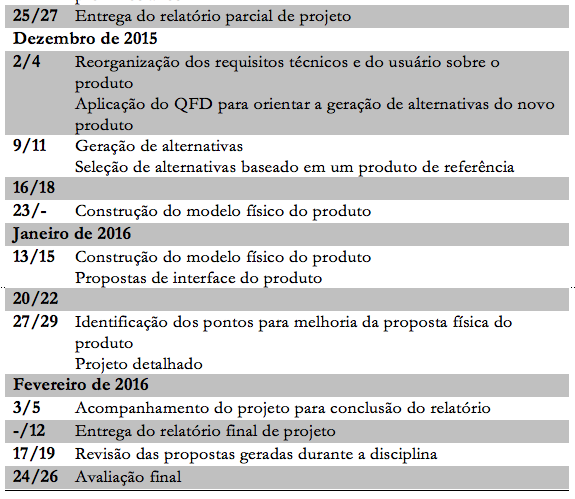 25/27 Entrega do relatório parcial de projeto
Dezembro de 2015
2/4 Reorganização dos requisitos técnicos e do usuário sobre o
produto
Aplicação do QFD para orientar a geração de alternativas do novo
produto
9/11 Geração de alternativas
Seleção de alternativas baseado em um produto de referência
16/18
23/- Construção do modelo físico do produto
Janeiro de 2016
13/15 Construção do modelo físico do produto
Propostas de interface do produto
20/22
27/29 Identificação dos pontos para melhoria da proposta física do
produto
Projeto detalhado
Fevereiro de 2016
3/5 Acompanhamento do projeto para conclusão do relatório
-/12 Entrega do relatório final de projeto
17/19 Revisão das propostas geradas durante a disciplina
24/26 Avaliação final